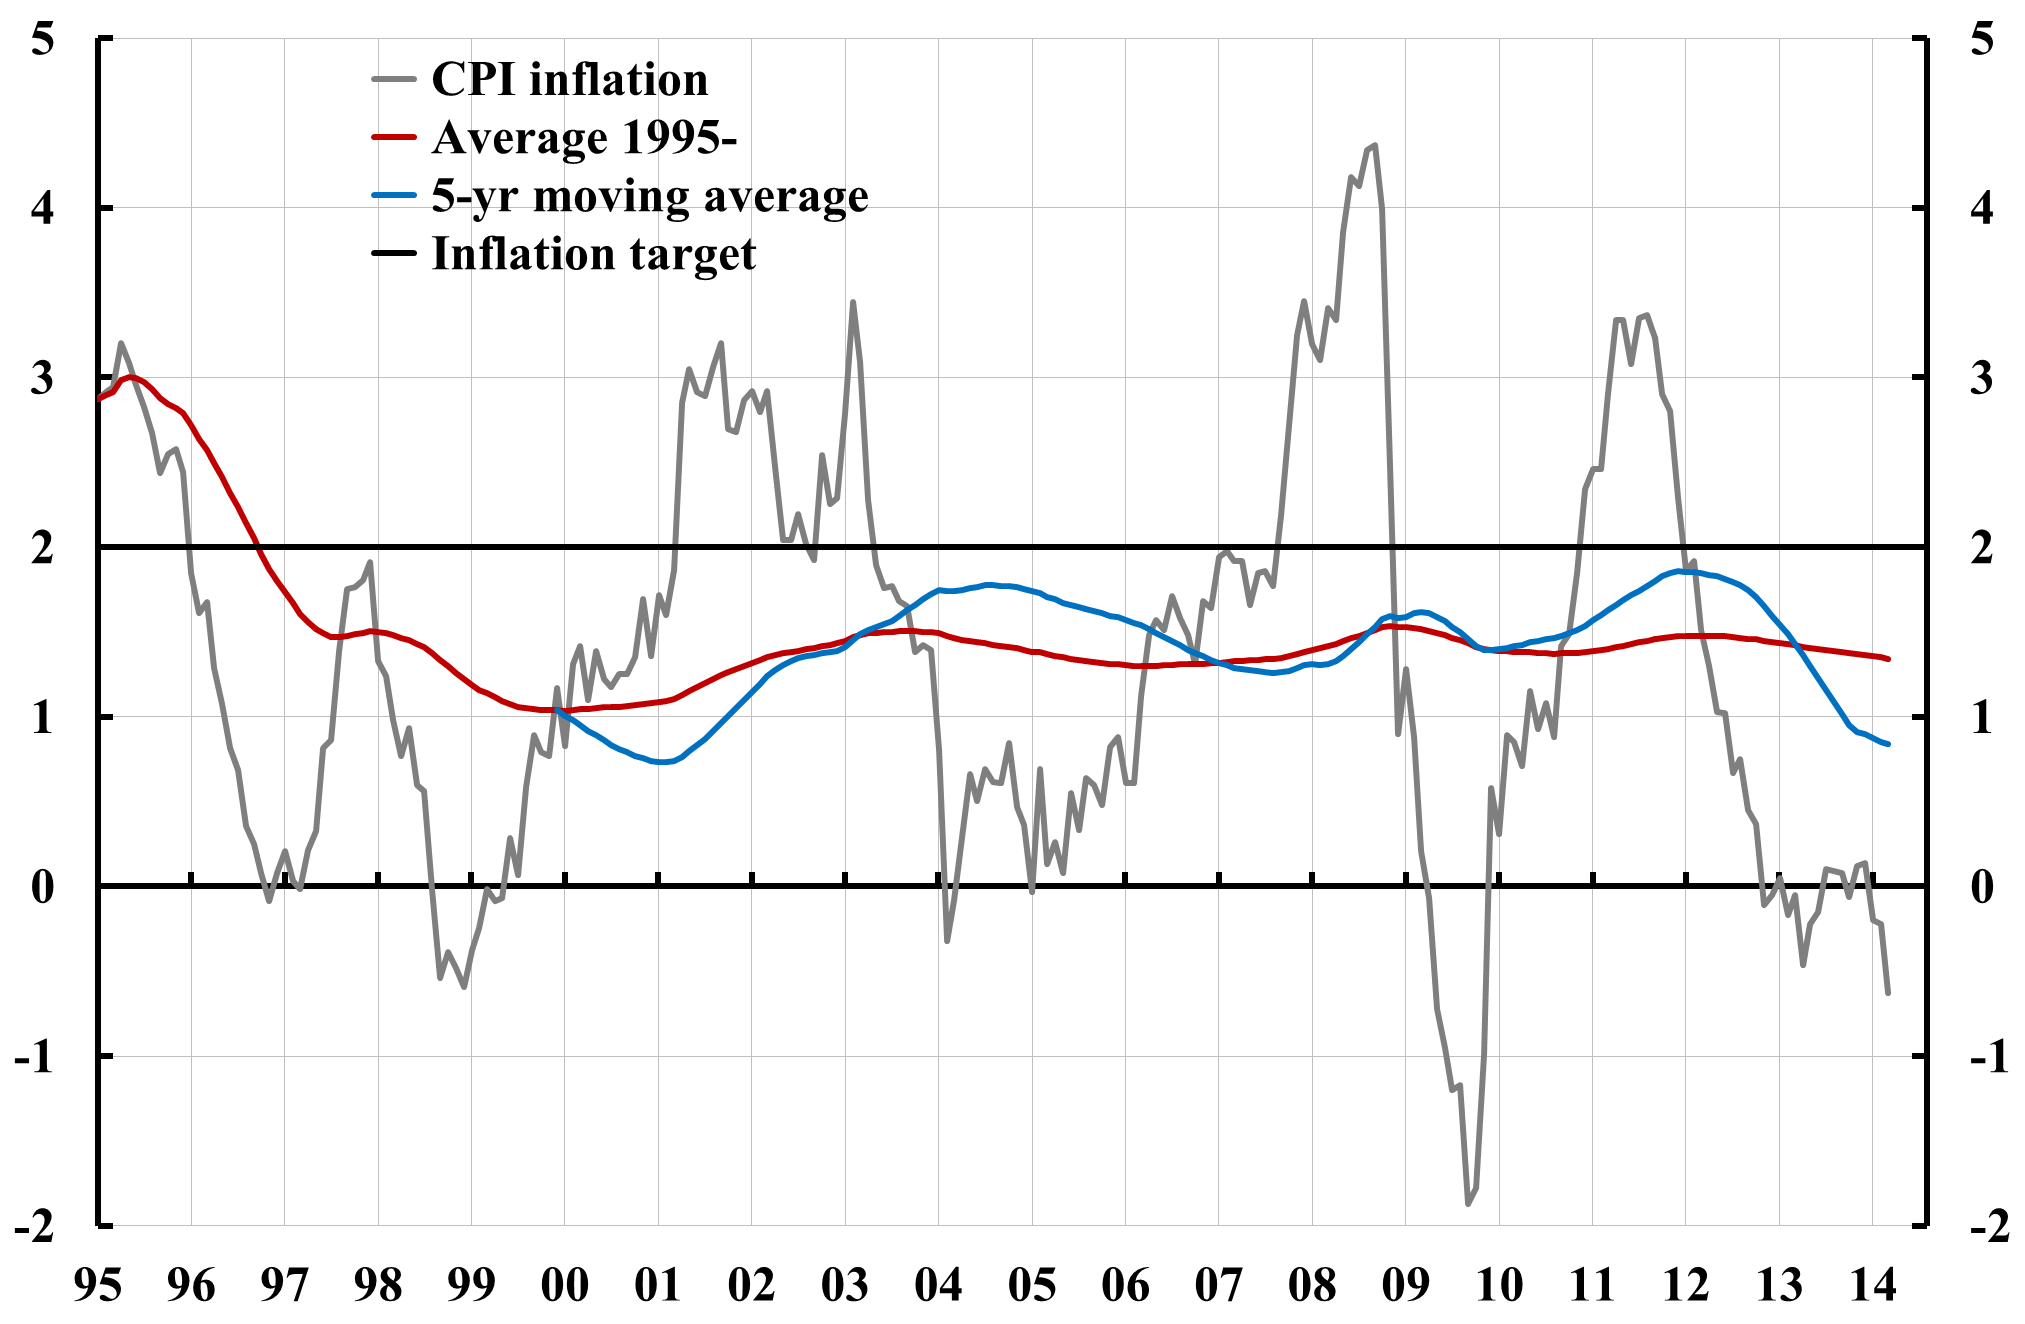 5 5
CPI inflation
Average 1995-
4 5-yr moving average 4
Inflation target
3 3
2 2
1 1
0 0
-1 -1
-2 -2
95 96 97 98 99 00 01 02 03 04 05 06 07 08 09 10 11 12 13 14